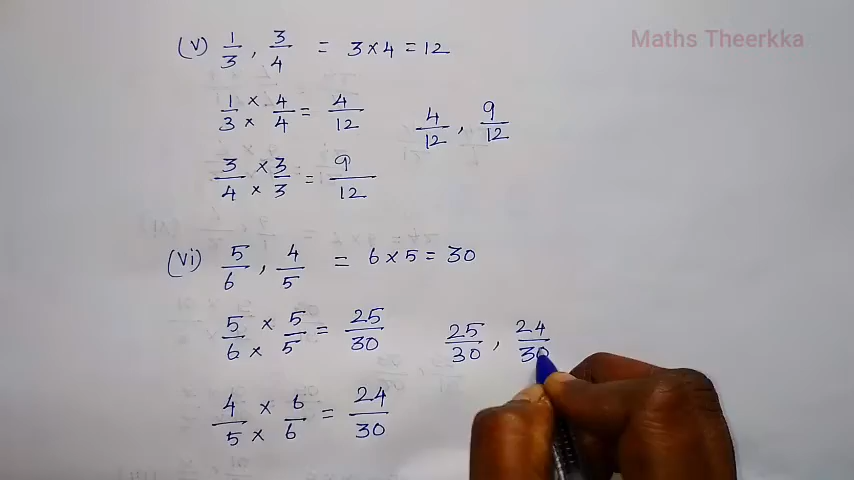 Maths Theerkka
(v) 1/3 , 3/4 = 3 × 4 = 12
1/3 × 4/4 = 4/12
4/12 , 9/12
3/4 × 3/3 = 9/12
(vi) 5/6 , 4/5 = 6 × 5 = 30
5/6 × 5/5 = 25/30
25/30 , 24/30
4/5 × 6/6 = 24/30